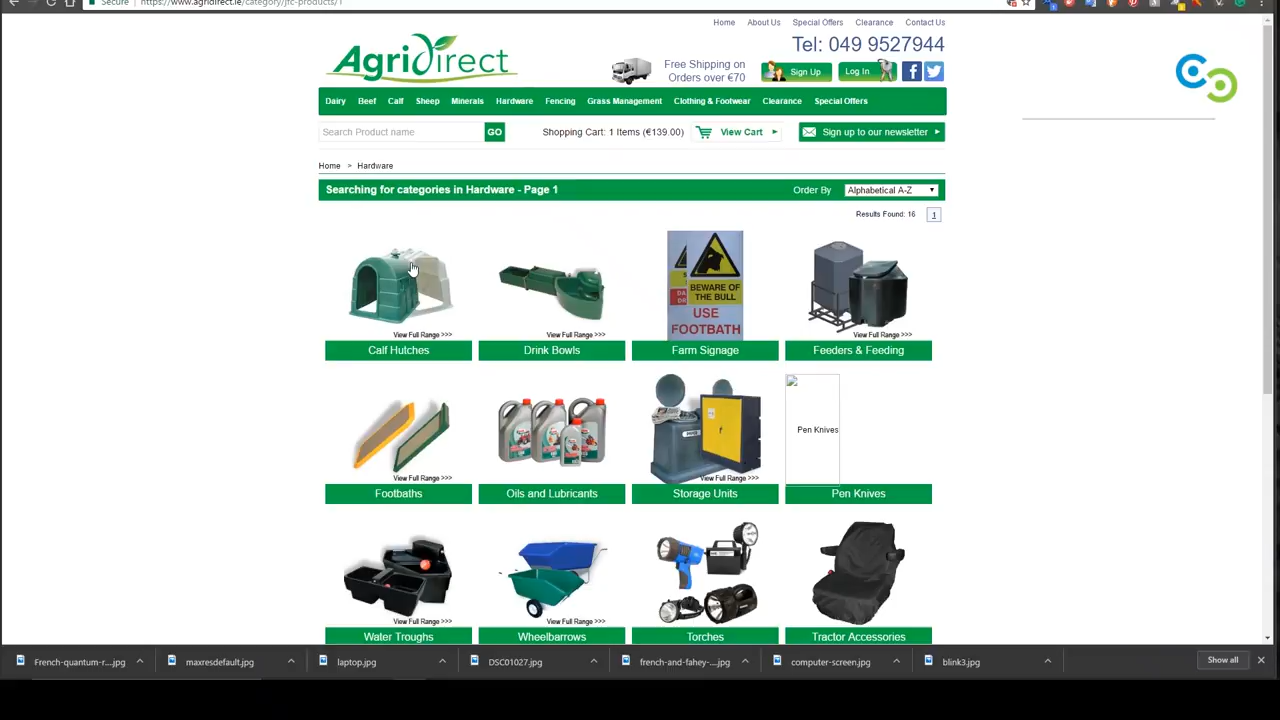 Secure https://www.agridirect.ie/category/jfc-products/1
Home About Us Special Offers Clearance Contact Us
Agridirect
Tel: 049 9527944
Free Shipping on
Orders over €70
Sign Up Log In
Dairy Beef Calf Sheep Minerals Hardware Fencing Grass Management Clothing & Footwear Clearance Special Offers
Search Product name GO Shopping Cart: 1 Items (€139.00) View Cart Sign up to our newsletter
Home > Hardware
Searching for categories in Hardware - Page 1 Order By Alphabetical A-Z
Results Found: 16 1
BEWARE OF
THE BULL
USE
FOOTBATH
View Full Range >>> View Full Range >>> View Full Range >>>
Calf Hutches Drink Bowls Farm Signage Feeders & Feeding
Pen Knives
View Full Range >>> View Full Range >>>
Footbaths Oils and Lubricants Storage Units Pen Knives
View Full Range >>> View Full Range >>>
Water Troughs Wheelbarrows Torches Tractor Accessories
French-quantum-r....jpg maxresdefault.jpg laptop.jpg DSC01027.jpg french-and-fahey-....jpg computer-screen.jpg blink3.jpg Show all